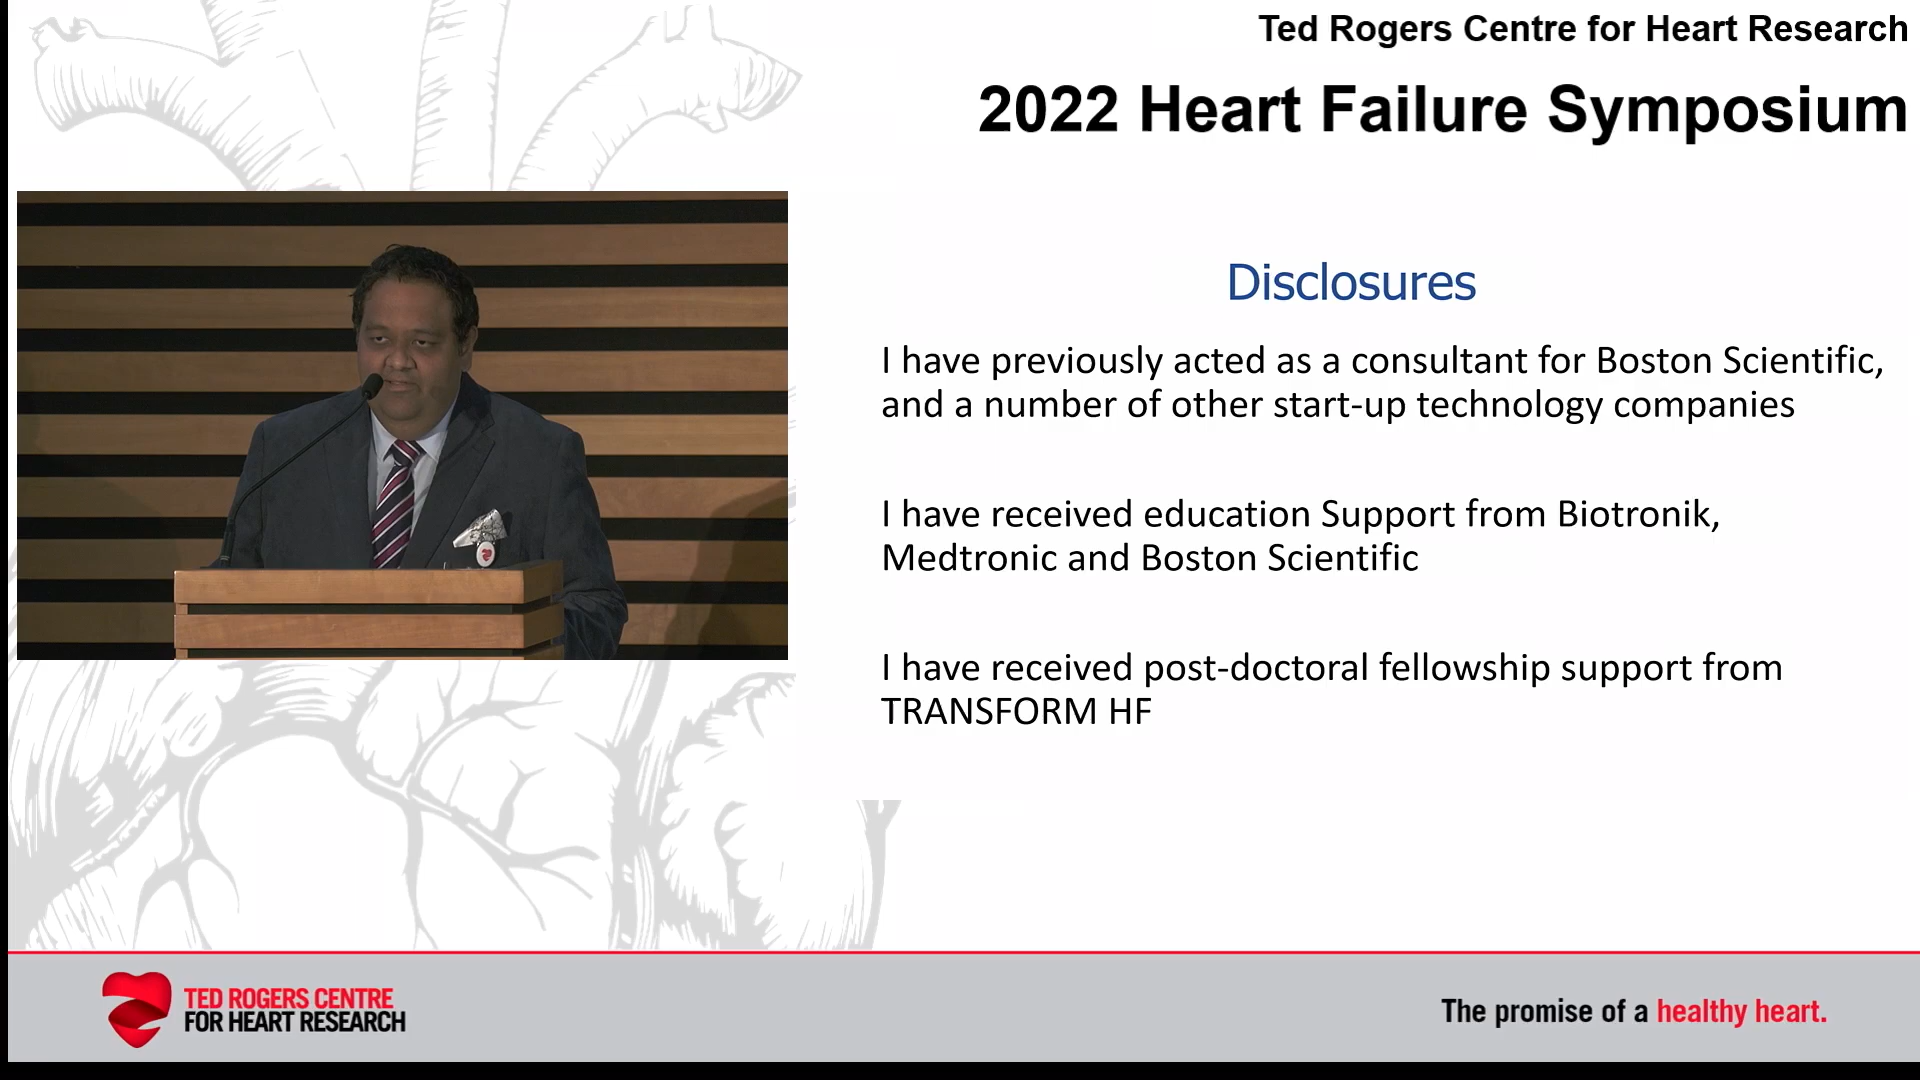 Ted Rogers Centre for Heart Research
2022 Heart Failure Symposium
Disclosures
I have previously acted as a consultant for Boston Scientific,
and a number of other start-up technology companies
I have received education Support from Biotronik,
Medtronic and Boston Scientific
I have received post-doctoral fellowship support from
TRANSFORM HF
TED ROGERS CENTRE
FOR HEART RESEARCH
The promise of a healthy heart.